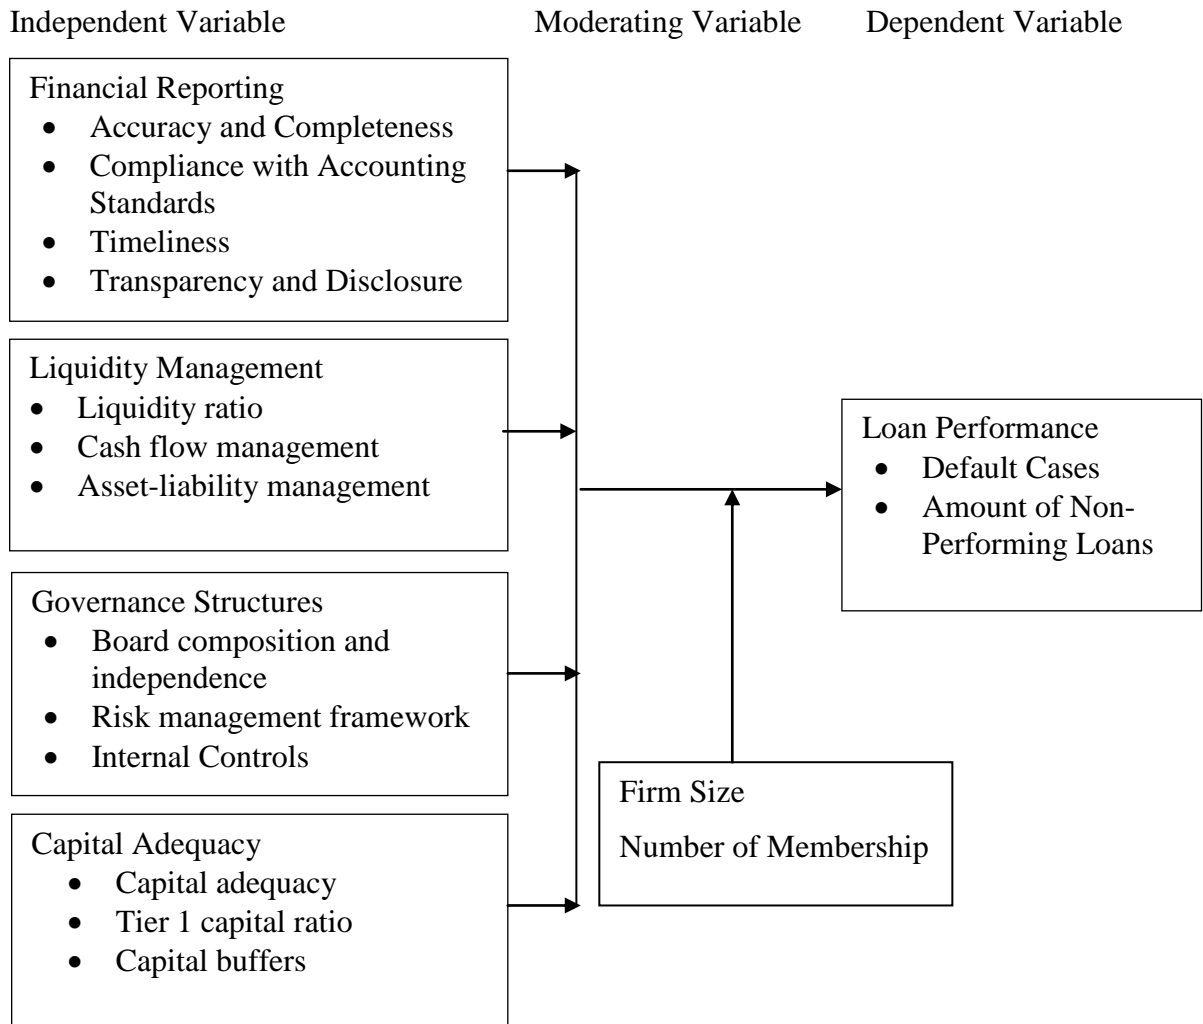 Independent Variable
Moderating Variable
Dependent Variable
Financial Reporting
• Accuracy and Completeness
• Compliance with Accounting
Standards
• Timeliness
• Transparency and Disclosure
Liquidity Management
• Liquidity ratio
• Cash flow management
• Asset-liability management
Governance Structures
• Board composition and
independence
• Risk management framework
• Internal Controls
Capital Adequacy
• Capital adequacy
• Tier 1 capital ratio
• Capital buffers
Firm Size
Number of Membership
Loan Performance
• Default Cases
• Amount of Non-
Performing Loans